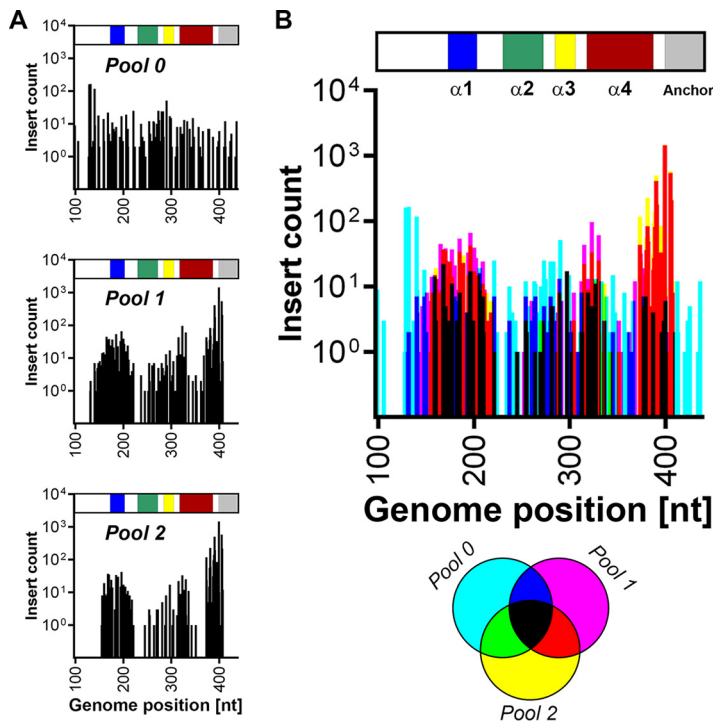 A
10⁴
10³
10²
10¹
10⁰
Insert count
Pool 0
100
200
300
400
10⁴
10³
10²
10¹
10⁰
Insert count
Pool 1
100
200
300
400
10⁴
10³
10²
10¹
10⁰
Insert count
Pool 2
100
200
300
400
Genome position [nt]
B
α1
α2
α3
α4
Anchor
10⁴
10³
10²
10¹
10⁰
Insert count
100
200
300
400
Genome position [nt]
Pool 0
Pool 1
Pool 2